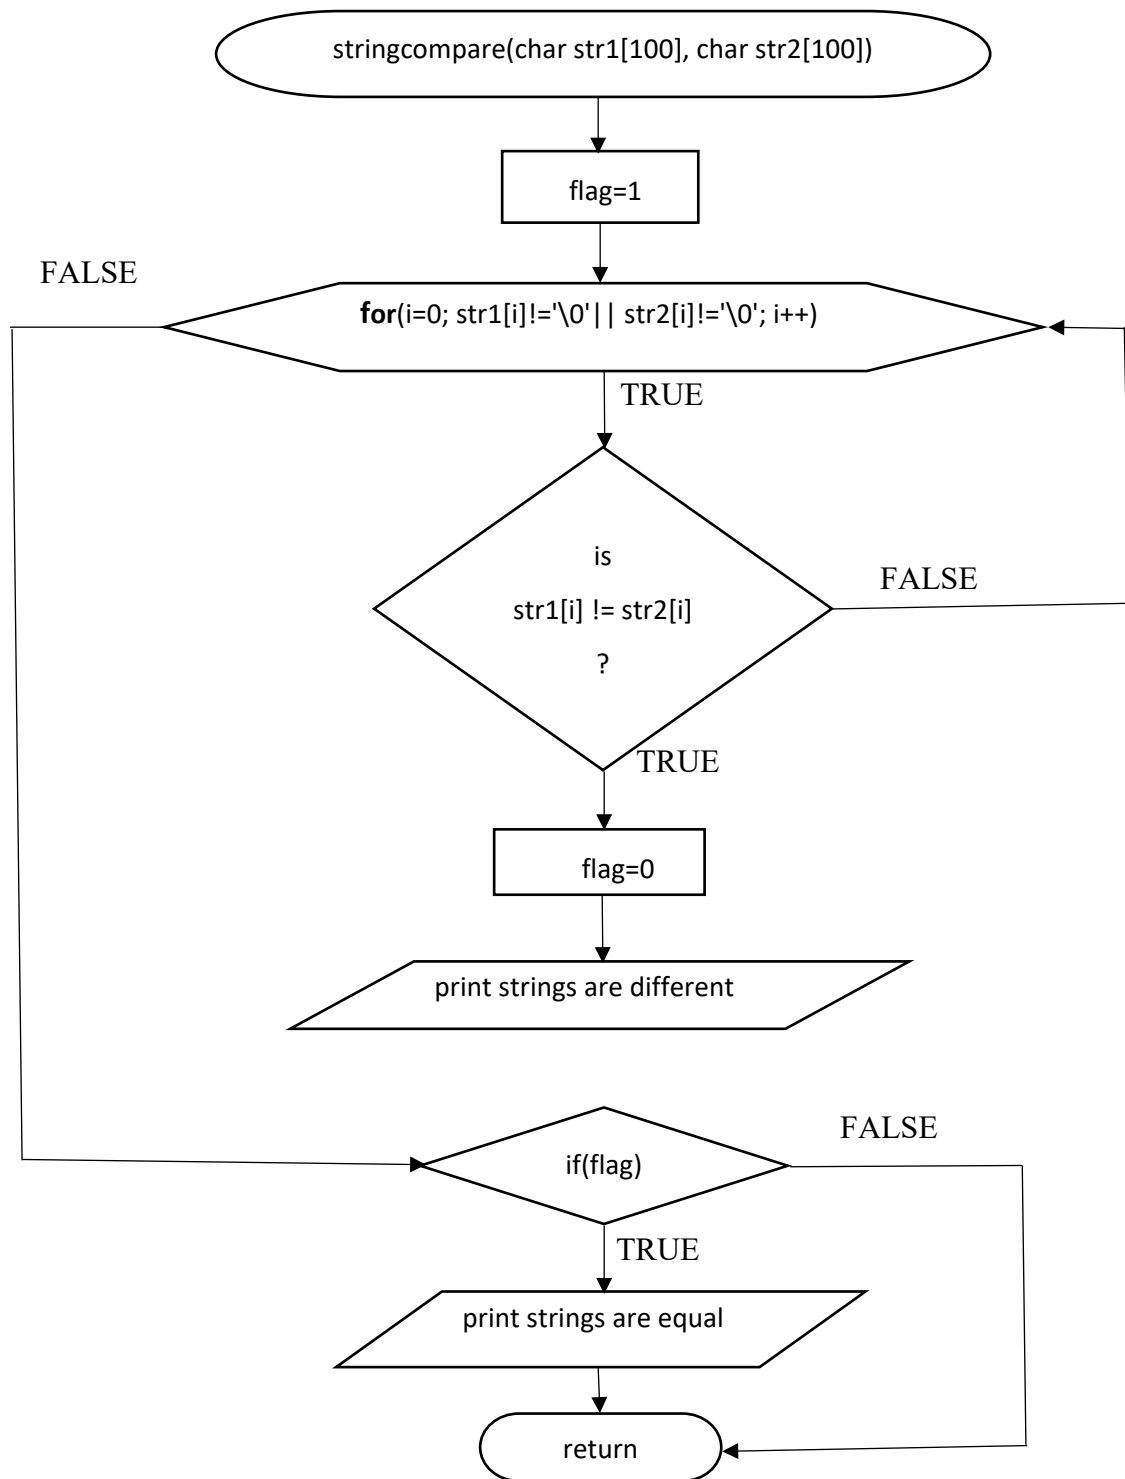 stringcompare(char str1[100], char str2[100])
flag=1
FALSE
for(i=0; str1[i]!='\0'|| str2[i]!='\0'; i++)
TRUE
is
FALSE
str1[i] != str2[i]
?
TRUE
flag=0
print strings are different
FALSE
if(flag)
TRUE
print strings are equal
return